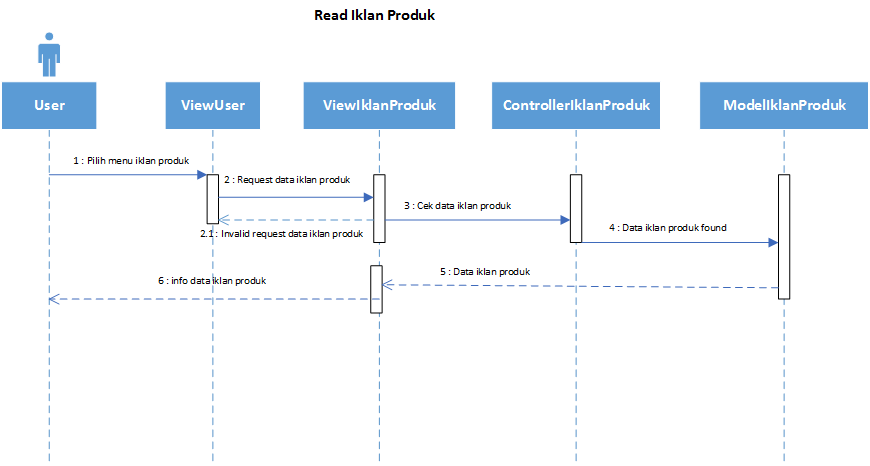 Read Iklan Produk
User
ViewUser
ViewIklanProduk
ControllerIklanProduk
ModelIklanProduk
1 : Pilih menu iklan produk
2 : Request data iklan produk
3 : Cek data iklan produk
2.1 : Invalid request data iklan produk
4 : Data iklan produk found
5 : Data iklan produk
6 : info data iklan produk